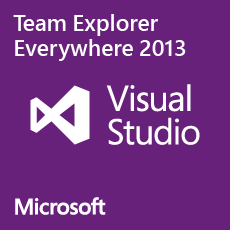 Team Explorer
Everywhere 2013
Visual
Studio
Microsoft